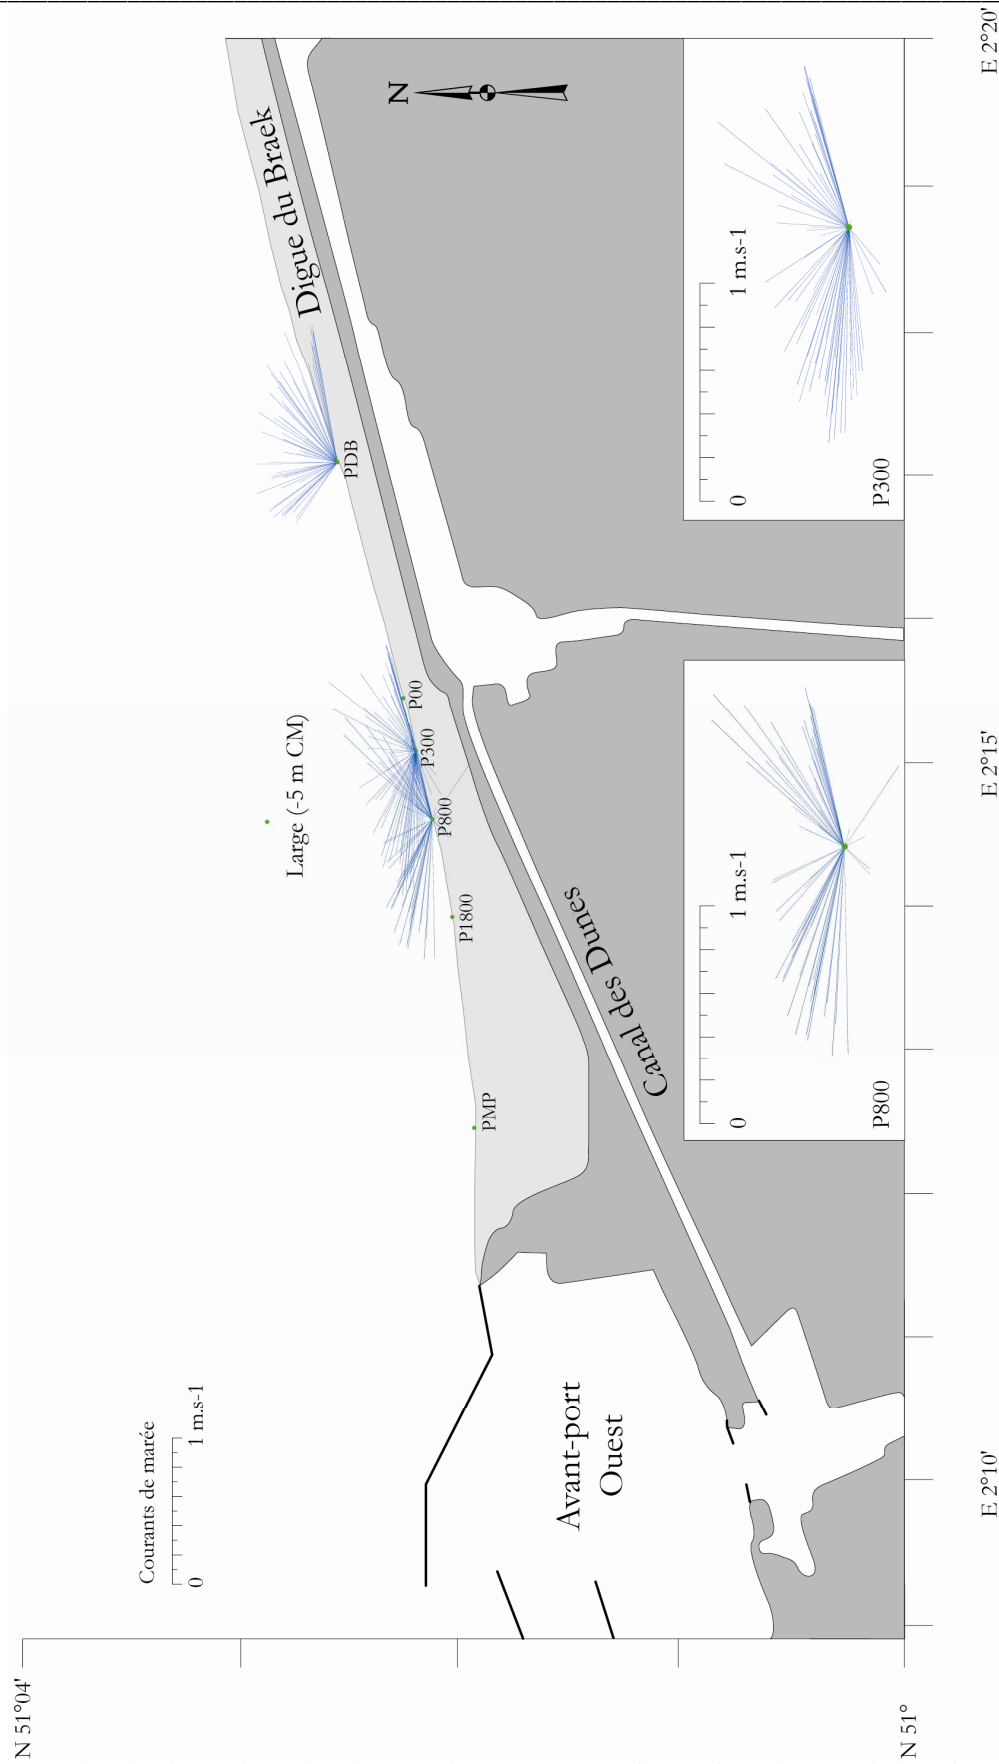 N 51°04'
N 51°
Courants de marée
0
1 m.s-1
Avant-port
Ouest
PMP
P1800
P800
P300
P00
Large (-5 m CM)
PDB
Digue du Braek
N
Canal des Dunes
0
1 m.s-1
P800
0
1 m.s-1
P300
E 2°10'
E 2°15'
E 2°20'